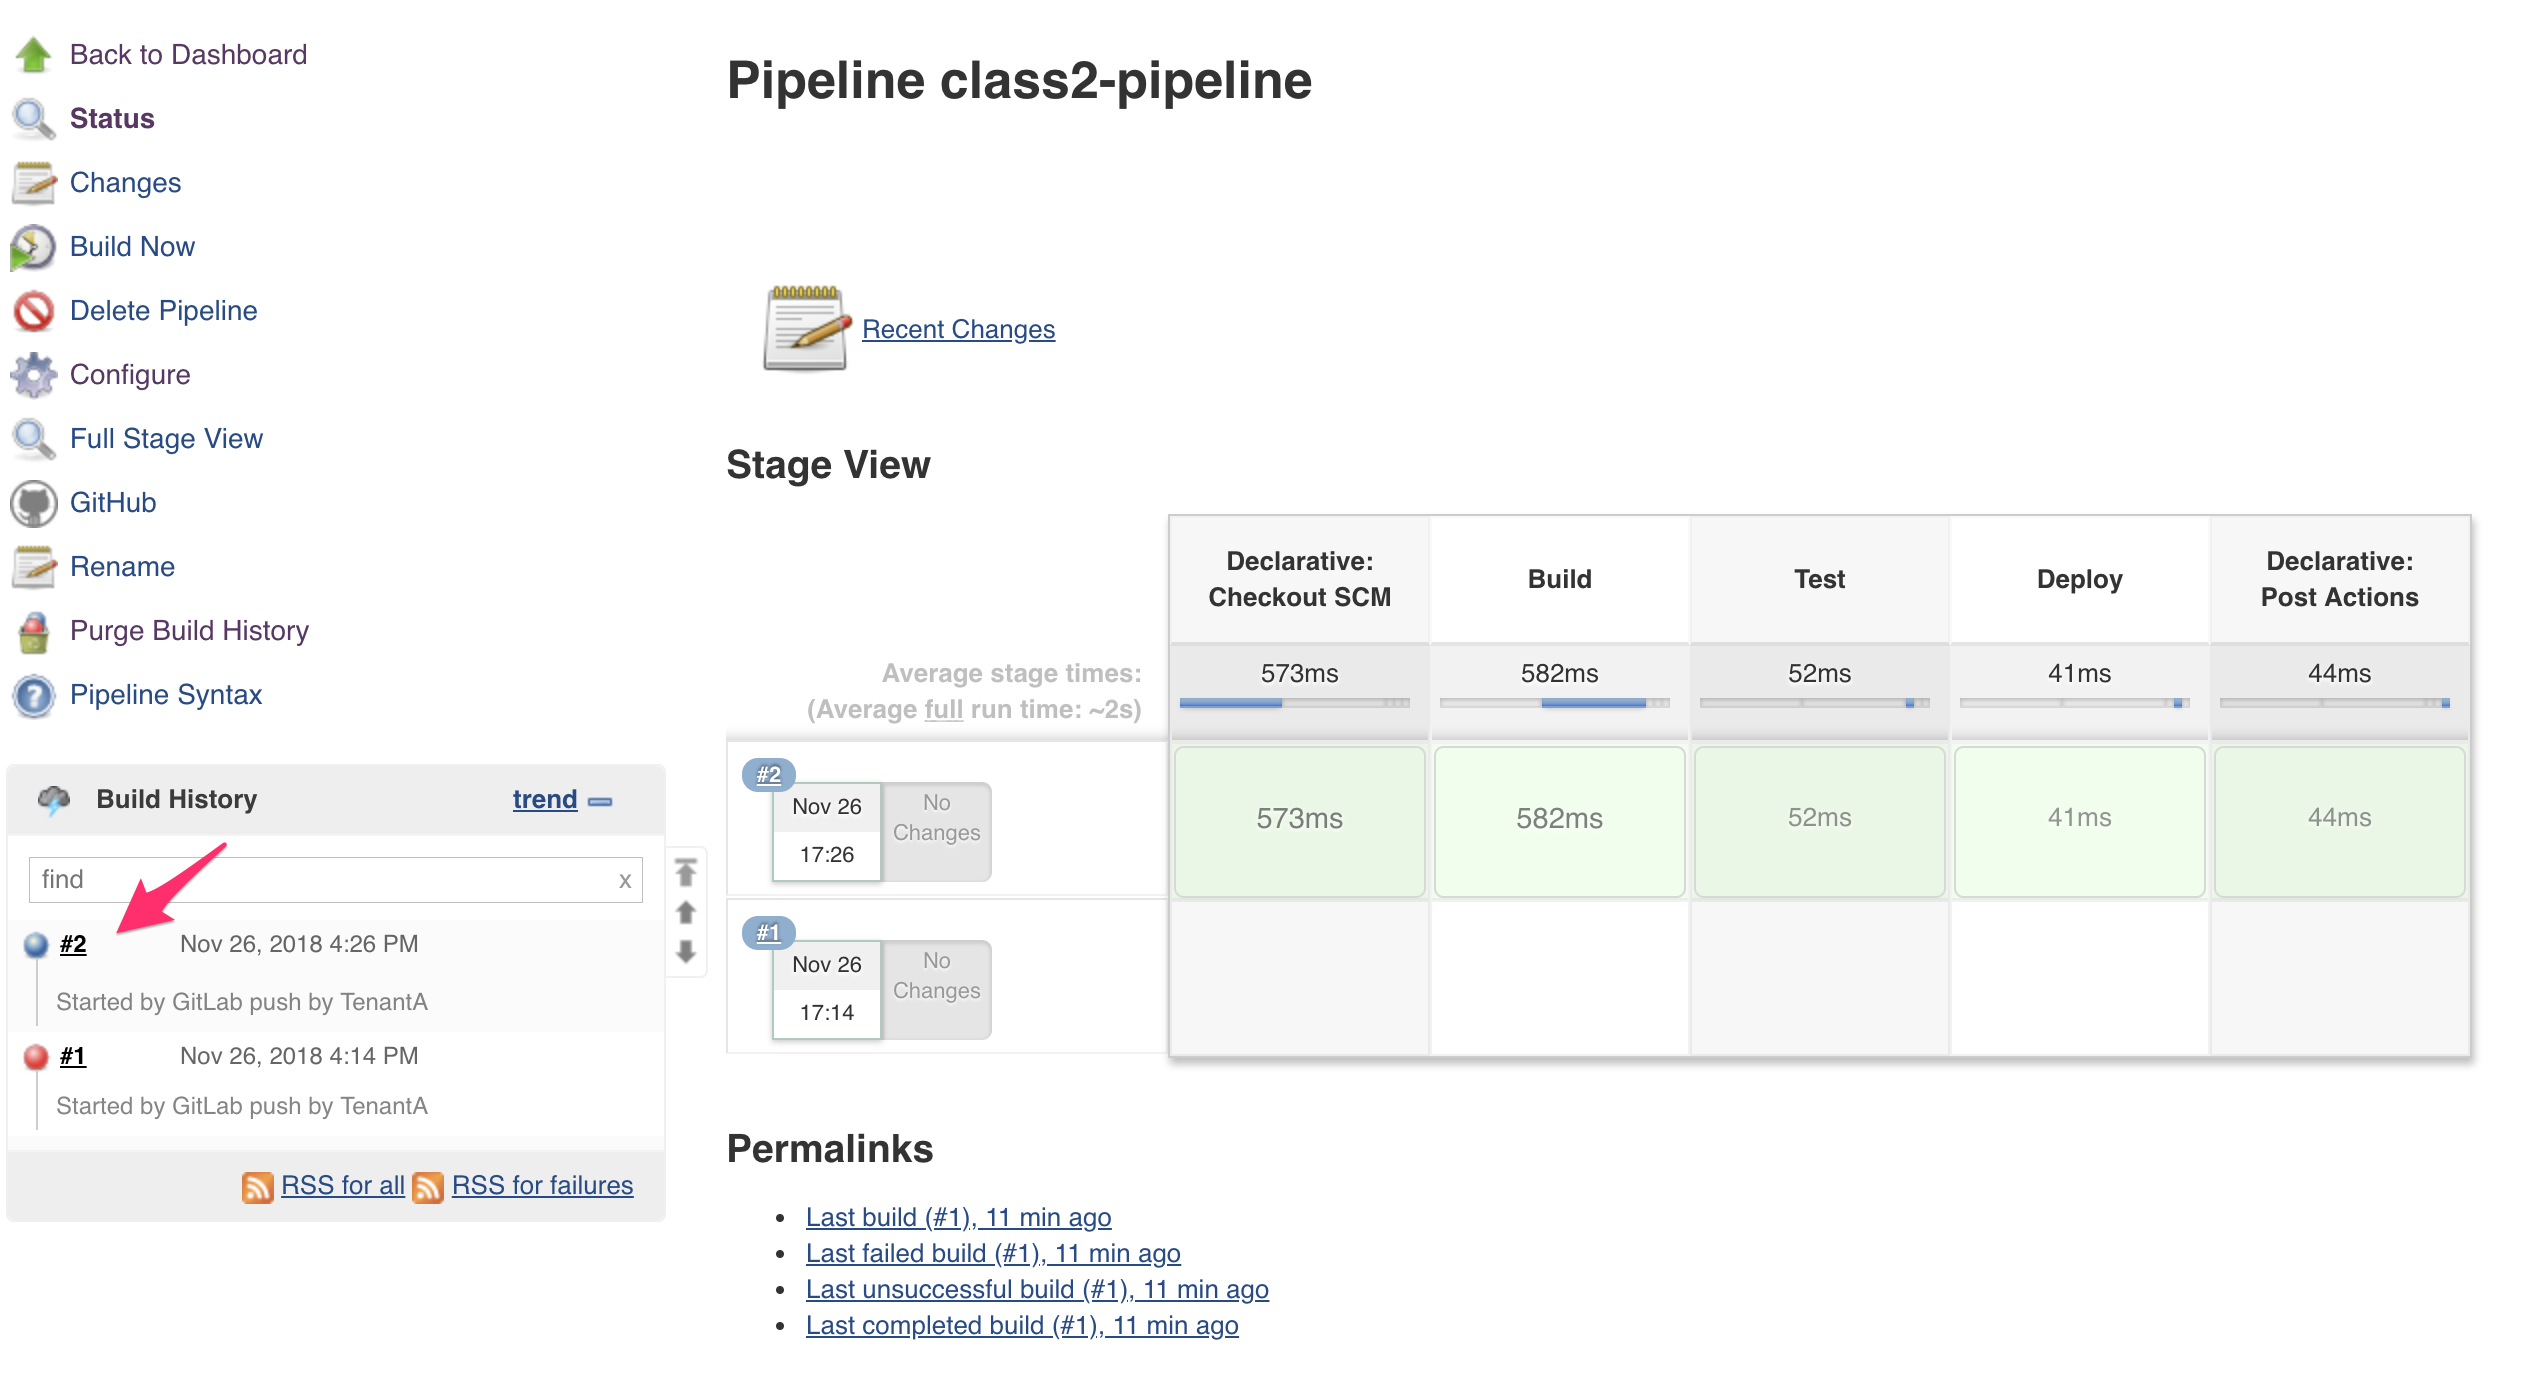 Back to Dashboard
Status
Changes
Build Now
Delete Pipeline
Configure
Full Stage View
GitHub
Rename
Purge Build History
Pipeline Syntax
Build History trend
find x
#2 Nov 26, 2018 4:26 PM
Started by GitLab push by TenantA
#1 Nov 26, 2018 4:14 PM
Started by GitLab push by TenantA
RSS for all RSS for failures
Pipeline class2-pipeline
Recent Changes
Stage View
Declarative: Checkout SCM Build Test Deploy Declarative: Post Actions
Average stage times: 573ms 582ms 52ms 41ms 44ms
(Average full run time: ~2s)
#2
Nov 26 No Changes
17:26
573ms 582ms 52ms 41ms 44ms
#1
Nov 26 No Changes
17:14
Permalinks
Last build (#1), 11 min ago
Last failed build (#1), 11 min ago
Last unsuccessful build (#1), 11 min ago
Last completed build (#1), 11 min ago